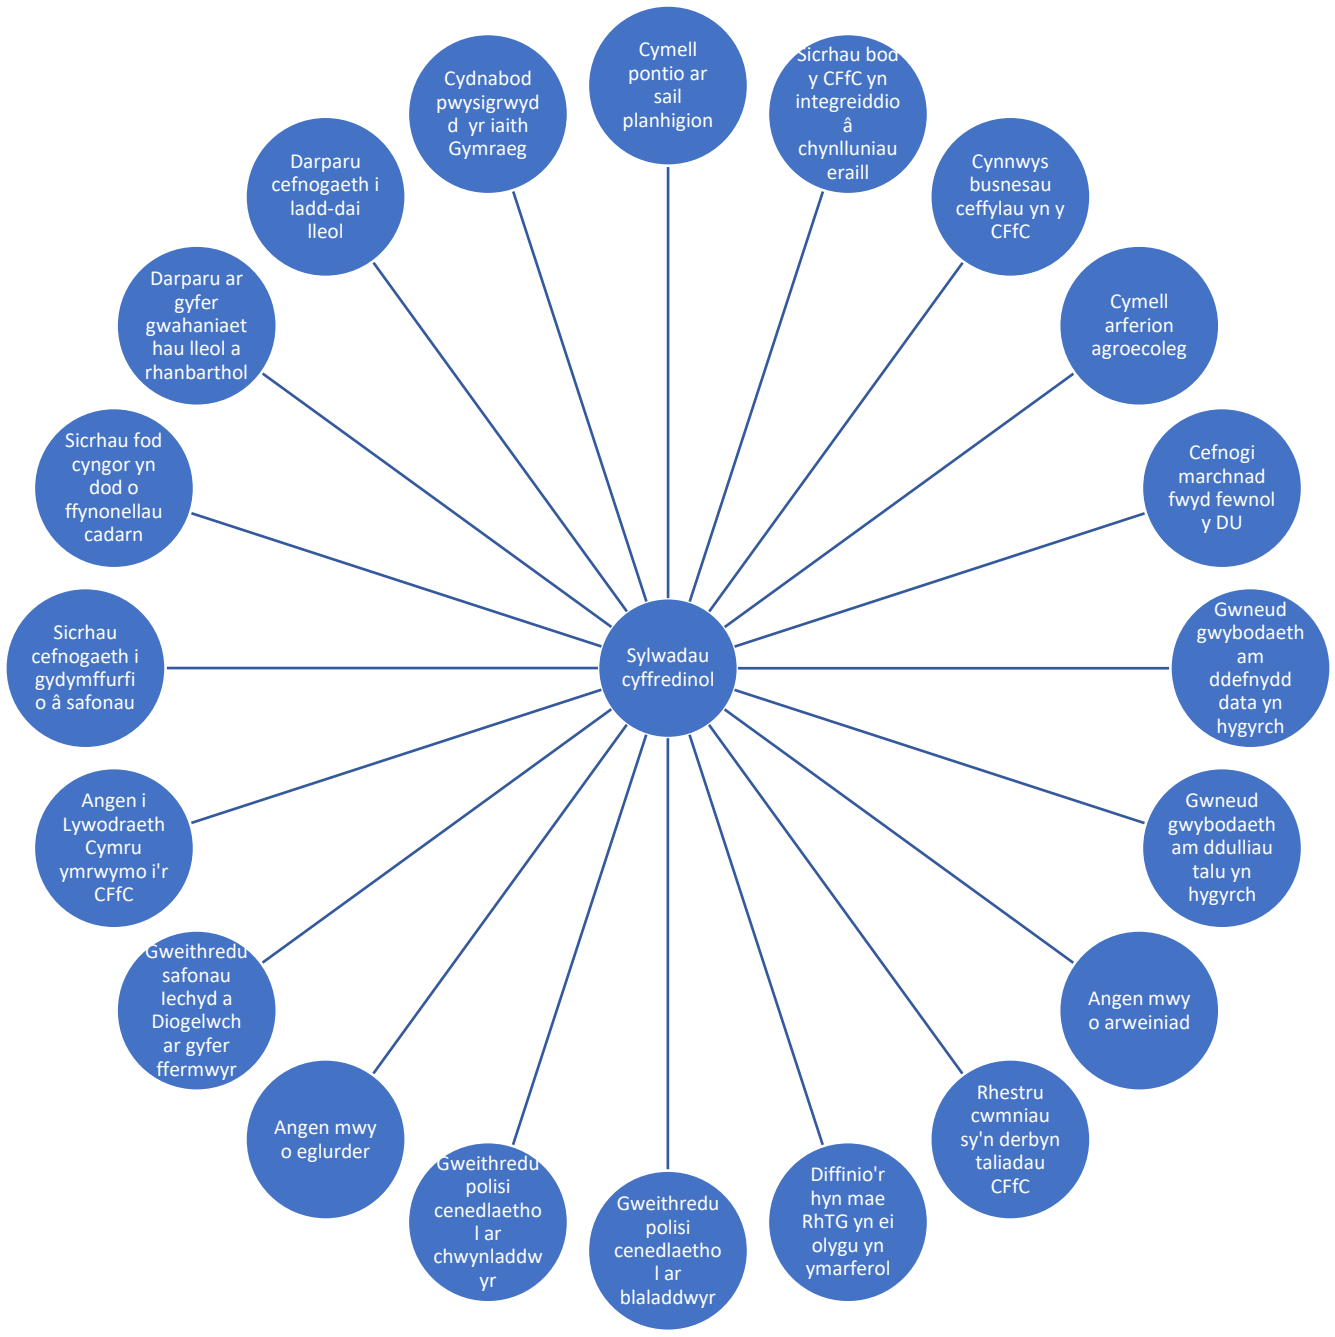 Cymell
pontio ar
sail
planhigion
Sicrhau bod
y CFfC yn
integreiddio
â
chynlluniau
eraill
Cynnwys
busnesau
ceffylau yn y
CFfC
Cymell
arferion
agroecoleg
Cefnogi
marchnad
fwyd fewnol
y DU
Gwneud
gwybodaeth
am
ddefnydd
data yn
hygyrch
Gwneud
gwybodaeth
am ddulliau
talu yn
hygyrch
Angen mwy
o arweiniad
Rhestru
cwmniau
sy'n derbyn
taliadau
CFfC
Diffinio'r
hyn mae
RhTG yn ei
olygu yn
ymarferol
Gweithredu
polisi
cenedlaetho
l ar
blaladdwyr
Gweithredu
polisi
cenedlaetho
l ar
chwynladdw
yr
Angen mwy
o eglurder
Gweithredu
safonau
Iechyd a
Diogelwch
ar gyfer
ffermwyr
Angen i
Lywodraeth
Cymru
ymrwymo i'r
CFfC
Sicrhau
cefnogaeth i
gydymffurfi
o â safonau
Sicrhau fod
cyngor yn
dod o
ffynonellau
cadarn
Darparu ar
gyfer
gwahaniaet
hau lleol a
rhanbarthol
Darparu
cefnogaeth i
ladd-dai
lleol
Cydnabod
pwysigrwyd
d  yr iaith
Gymraeg
Sylwadau
cyffredinol